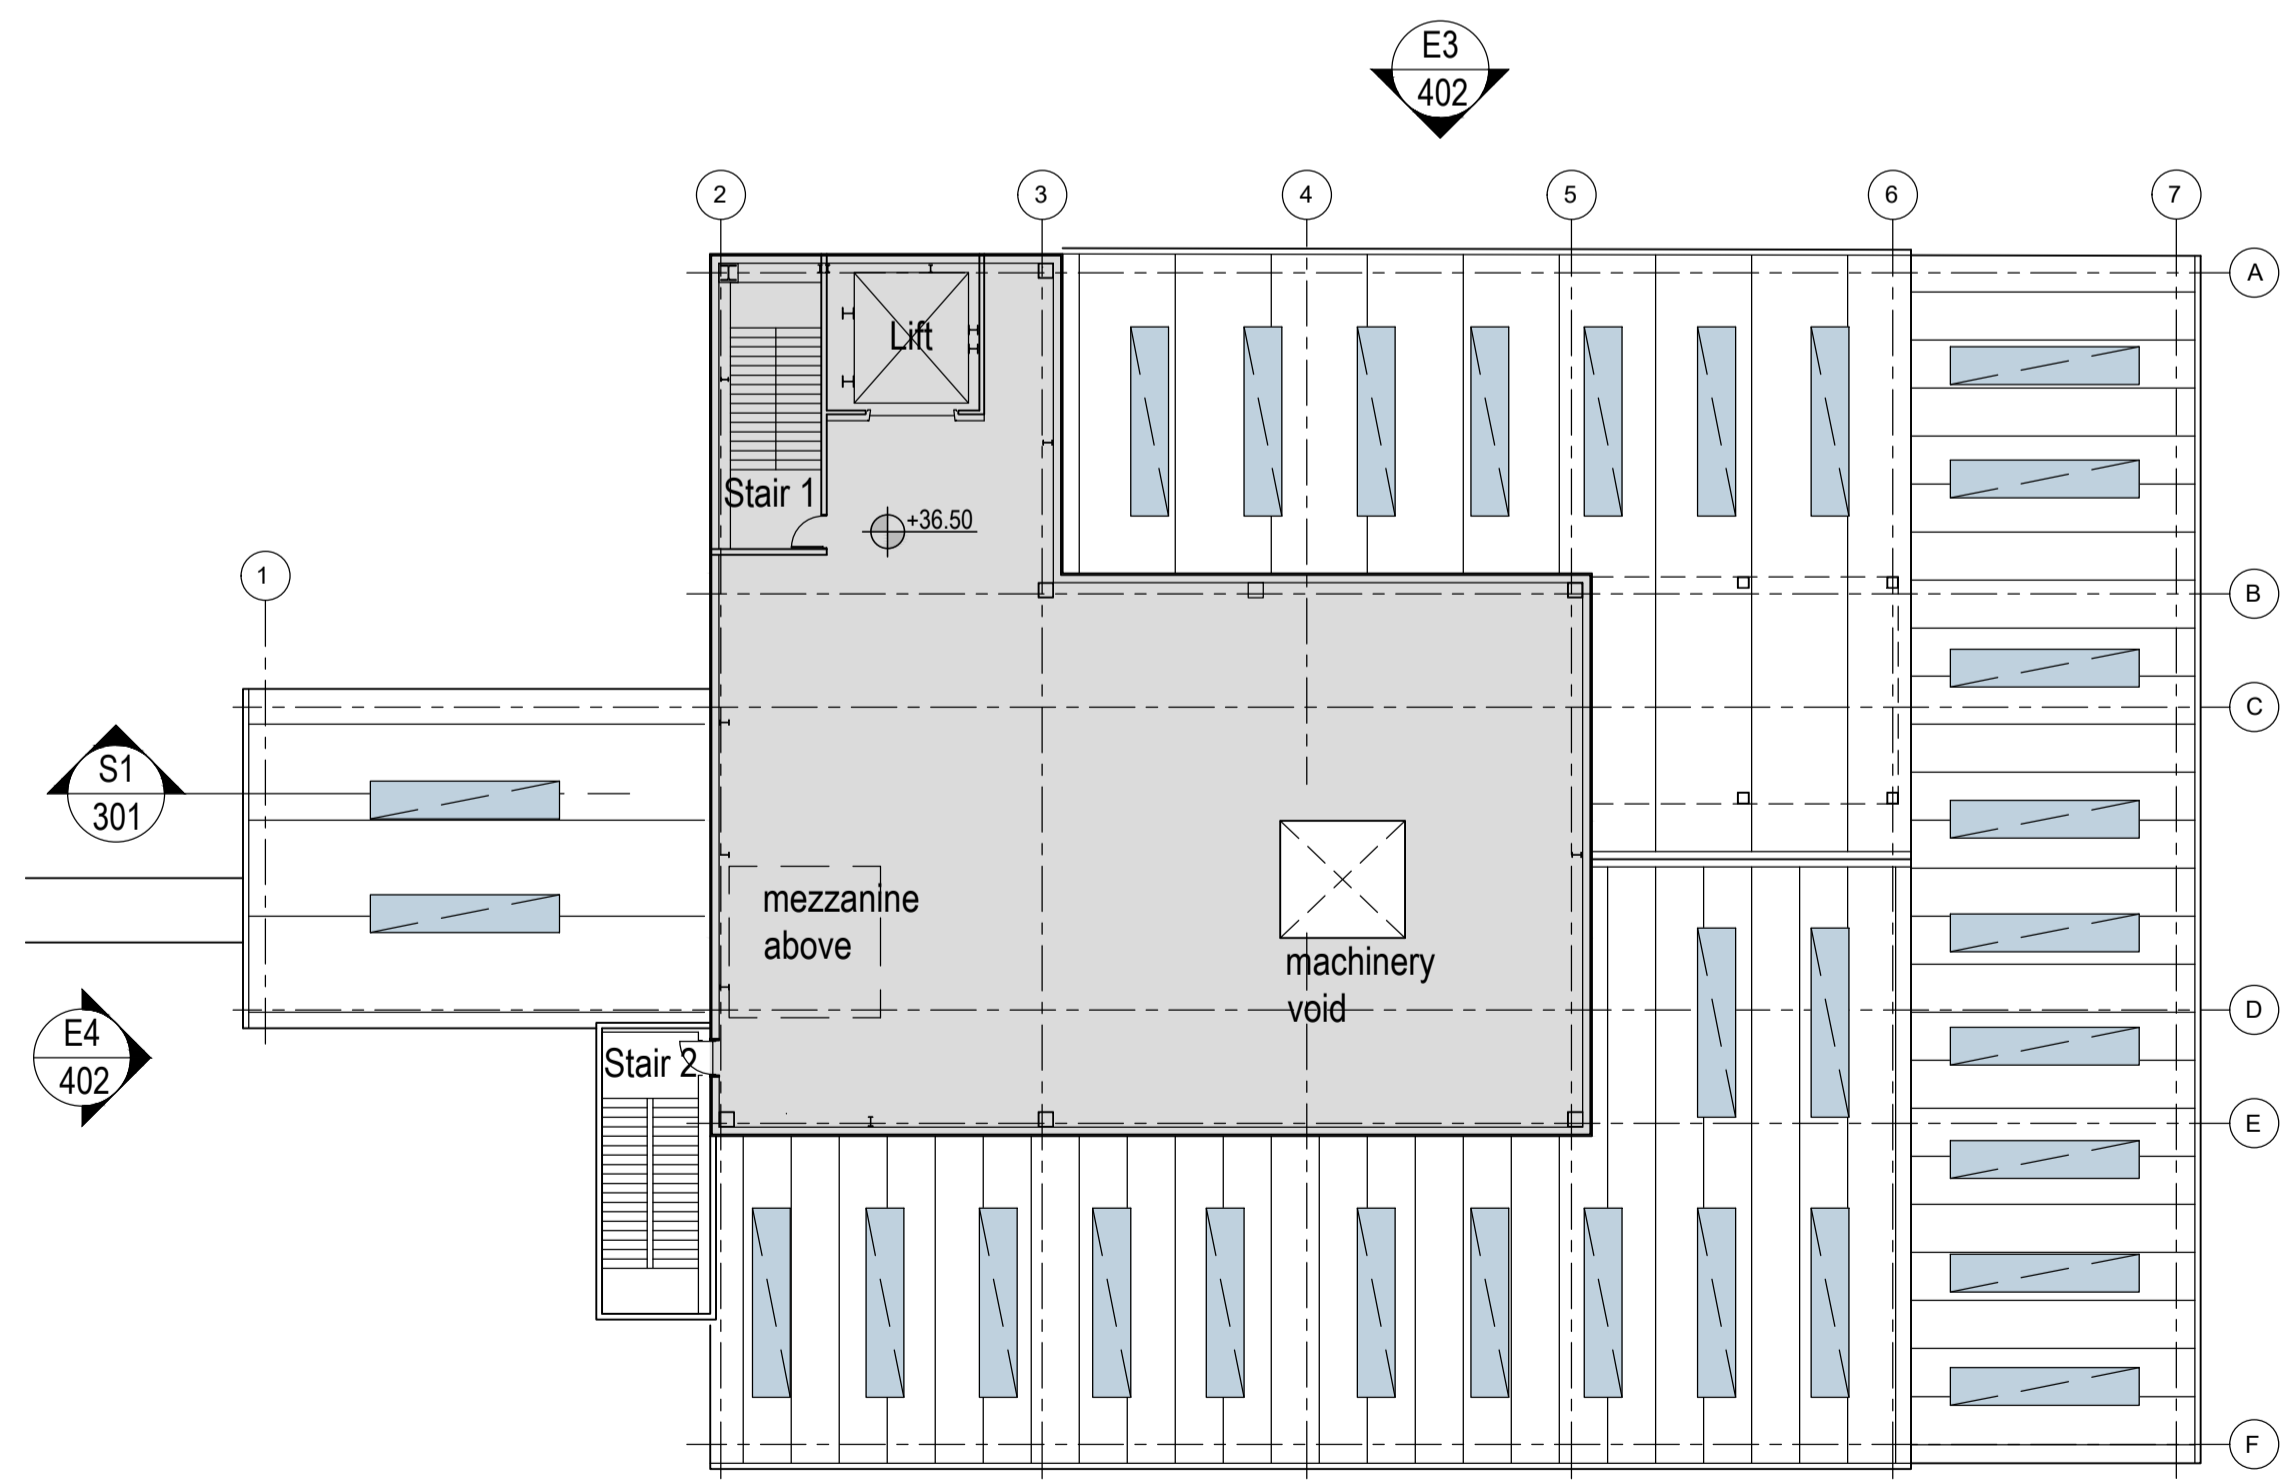 E3
402
2
3
4
5
6
7
A
Lift
Stair 1
+36.50
1
B
C
S1
301
mezzanine
above
machinery
void
D
E4
402
Stair 2
E
F